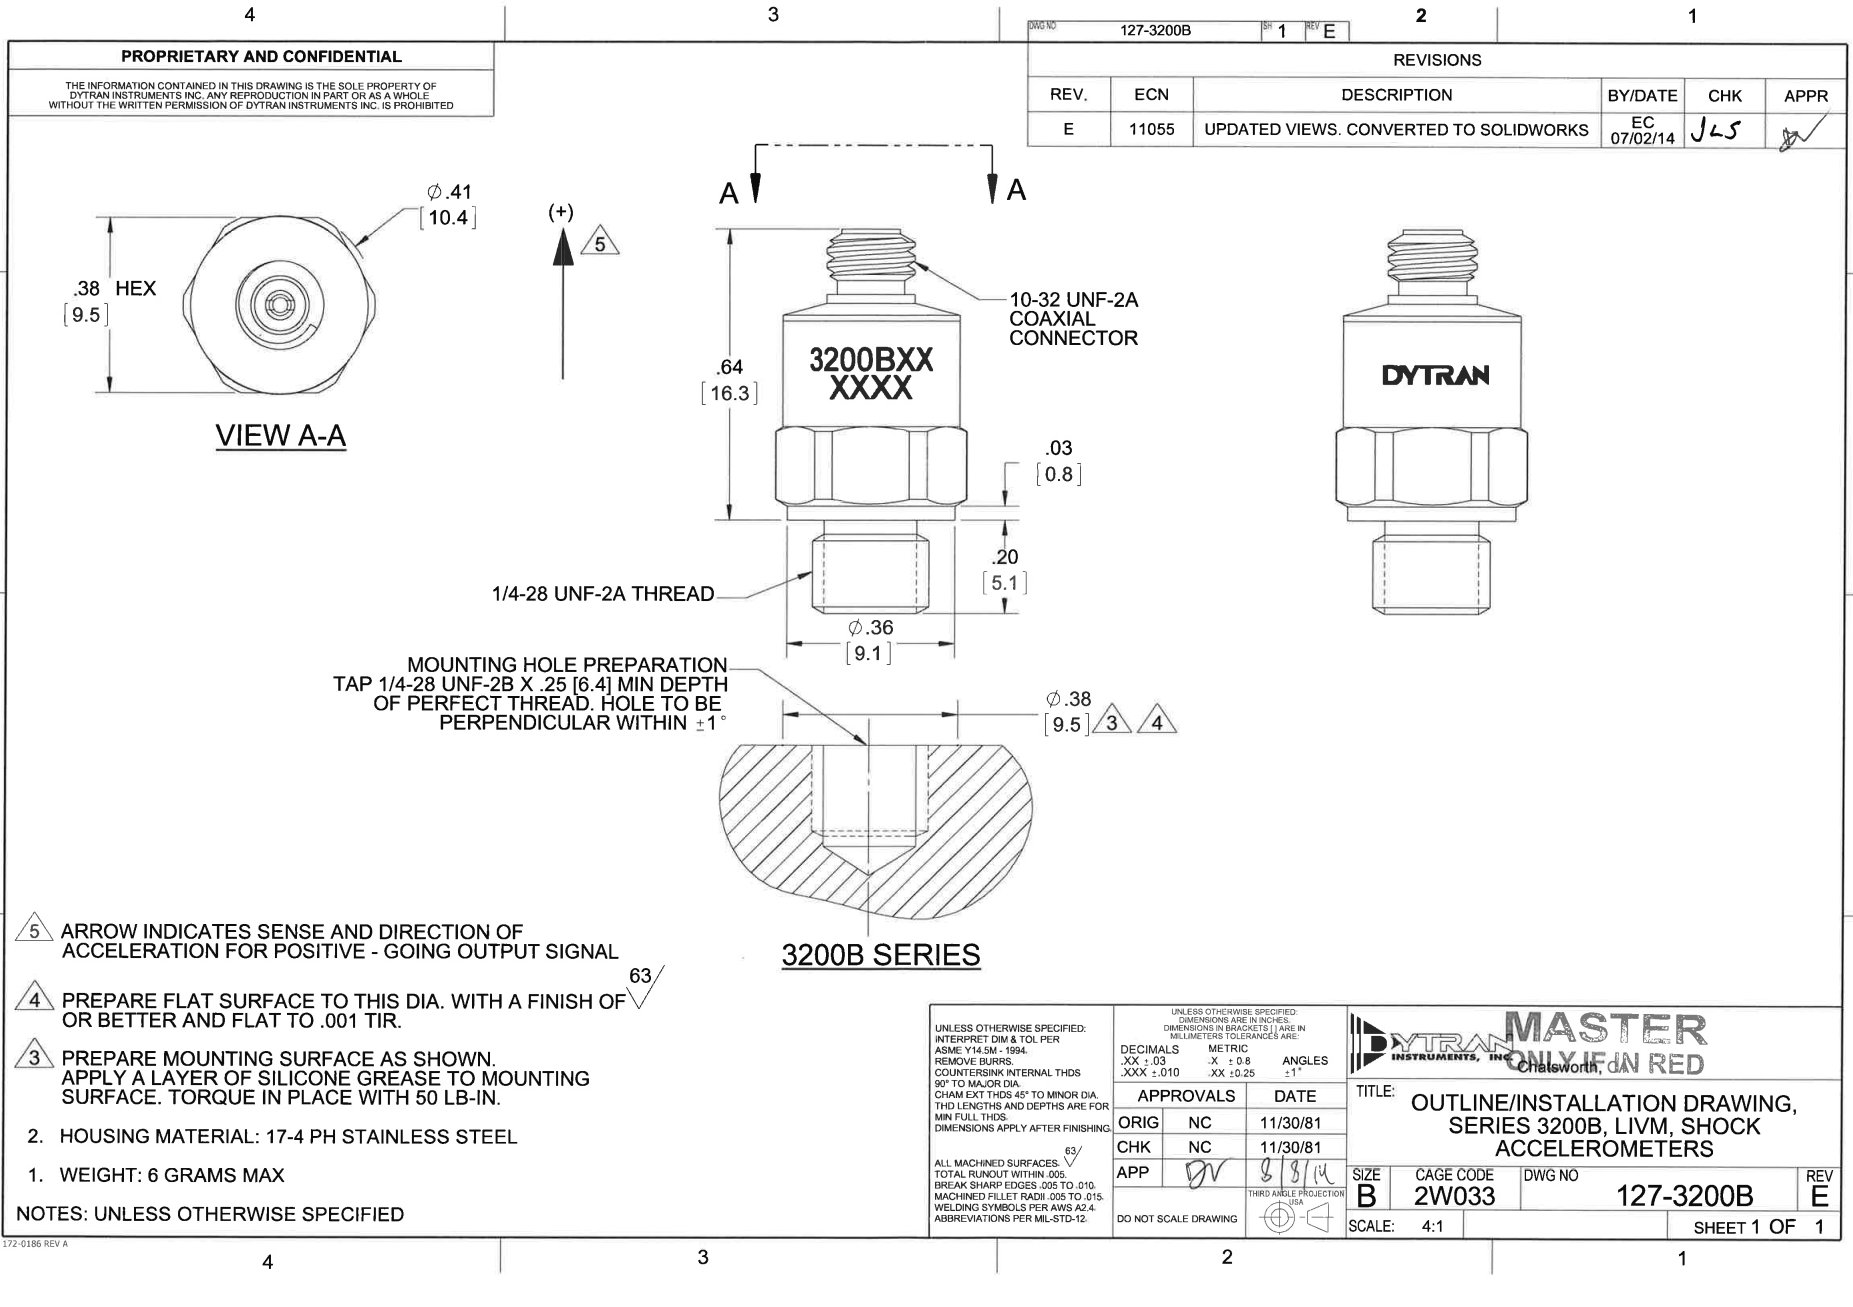 4
3
2
1
DWG NO 127-3200B SH 1 REV E
PROPRIETARY AND CONFIDENTIAL
THE INFORMATION CONTAINED IN THIS DRAWING IS THE SOLE PROPERTY OF
DYTRAN INSTRUMENTS INC. ANY REPRODUCTION IN PART OR AS A WHOLE
WITHOUT THE WRITTEN PERMISSION OF DYTRAN INSTRUMENTS INC. IS PROHIBITED
REVISIONS
REV. ECN DESCRIPTION BY/DATE CHK APPR
E 11055 UPDATED VIEWS. CONVERTED TO SOLIDWORKS EC 07/02/14 JLS
A A
Ø.41
[10.4]
(+)
5
.38 HEX
[9.5]
VIEW A-A
10-32 UNF-2A
COAXIAL
CONNECTOR
3200BXX
XXXX
DYTRAN
.64
[16.3]
.03
[0.8]
.20
[5.1]
1/4-28 UNF-2A THREAD
Ø.36
[9.1]
MOUNTING HOLE PREPARATION
TAP 1/4-28 UNF-2B X .25 [6.4] MIN DEPTH
OF PERFECT THREAD. HOLE TO BE
PERPENDICULAR WITHIN ±1°
Ø.38
[9.5] 3 4
3200B SERIES
5 ARROW INDICATES SENSE AND DIRECTION OF
ACCELERATION FOR POSITIVE - GOING OUTPUT SIGNAL
4 PREPARE FLAT SURFACE TO THIS DIA. WITH A FINISH OF 63
OR BETTER AND FLAT TO .001 TIR.
3 PREPARE MOUNTING SURFACE AS SHOWN.
APPLY A LAYER OF SILICONE GREASE TO MOUNTING
SURFACE. TORQUE IN PLACE WITH 50 LB-IN.
2. HOUSING MATERIAL: 17-4 PH STAINLESS STEEL
1. WEIGHT: 6 GRAMS MAX
NOTES: UNLESS OTHERWISE SPECIFIED
172-0186 REV A
UNLESS OTHERWISE SPECIFIED:
INTERPRET DIM & TOL PER
ASME Y14.5M - 1994.
REMOVE BURRS.
COUNTERSINK INTERNAL THDS
90° TO MAJOR DIA.
CHAM EXT THDS 45° TO MINOR DIA.
THD LENGTHS AND DEPTHS ARE FOR
MIN FULL THDS.
DIMENSIONS APPLY AFTER FINISHING.
ALL MACHINED SURFACES. 63
TOTAL RUNOUT WITHIN .005.
BREAK SHARP EDGES .005 TO .010.
MACHINED FILLET RADII .005 TO .015.
WELDING SYMBOLS PER AWS A2.4.
ABBREVIATIONS PER MIL-STD-12.
UNLESS OTHERWISE SPECIFIED:
DIMENSIONS ARE IN INCHES.
DIMENSIONS IN BRACKETS [ ] ARE IN
MILLIMETERS TOLERANCES ARE:
DECIMALS METRIC
.XX ±.03 .X ± 0.8 ANGLES
.XXX ±.010 .XX ±0.25 ±1°
APPROVALS DATE
ORIG NC 11/30/81
CHK NC 11/30/81
APP DV 8/8/14
DO NOT SCALE DRAWING
THIRD ANGLE PROJECTION
USA
DYTRAN
INSTRUMENTS, INC.
Chatsworth, CA
MASTER
ONLY IF IN RED
TITLE:
OUTLINE/INSTALLATION DRAWING,
SERIES 3200B, LIVM, SHOCK
ACCELEROMETERS
SIZE B
CAGE CODE 2W033
DWG NO 127-3200B
REV E
SCALE: 4:1
SHEET 1 OF 1
4
3
2
1